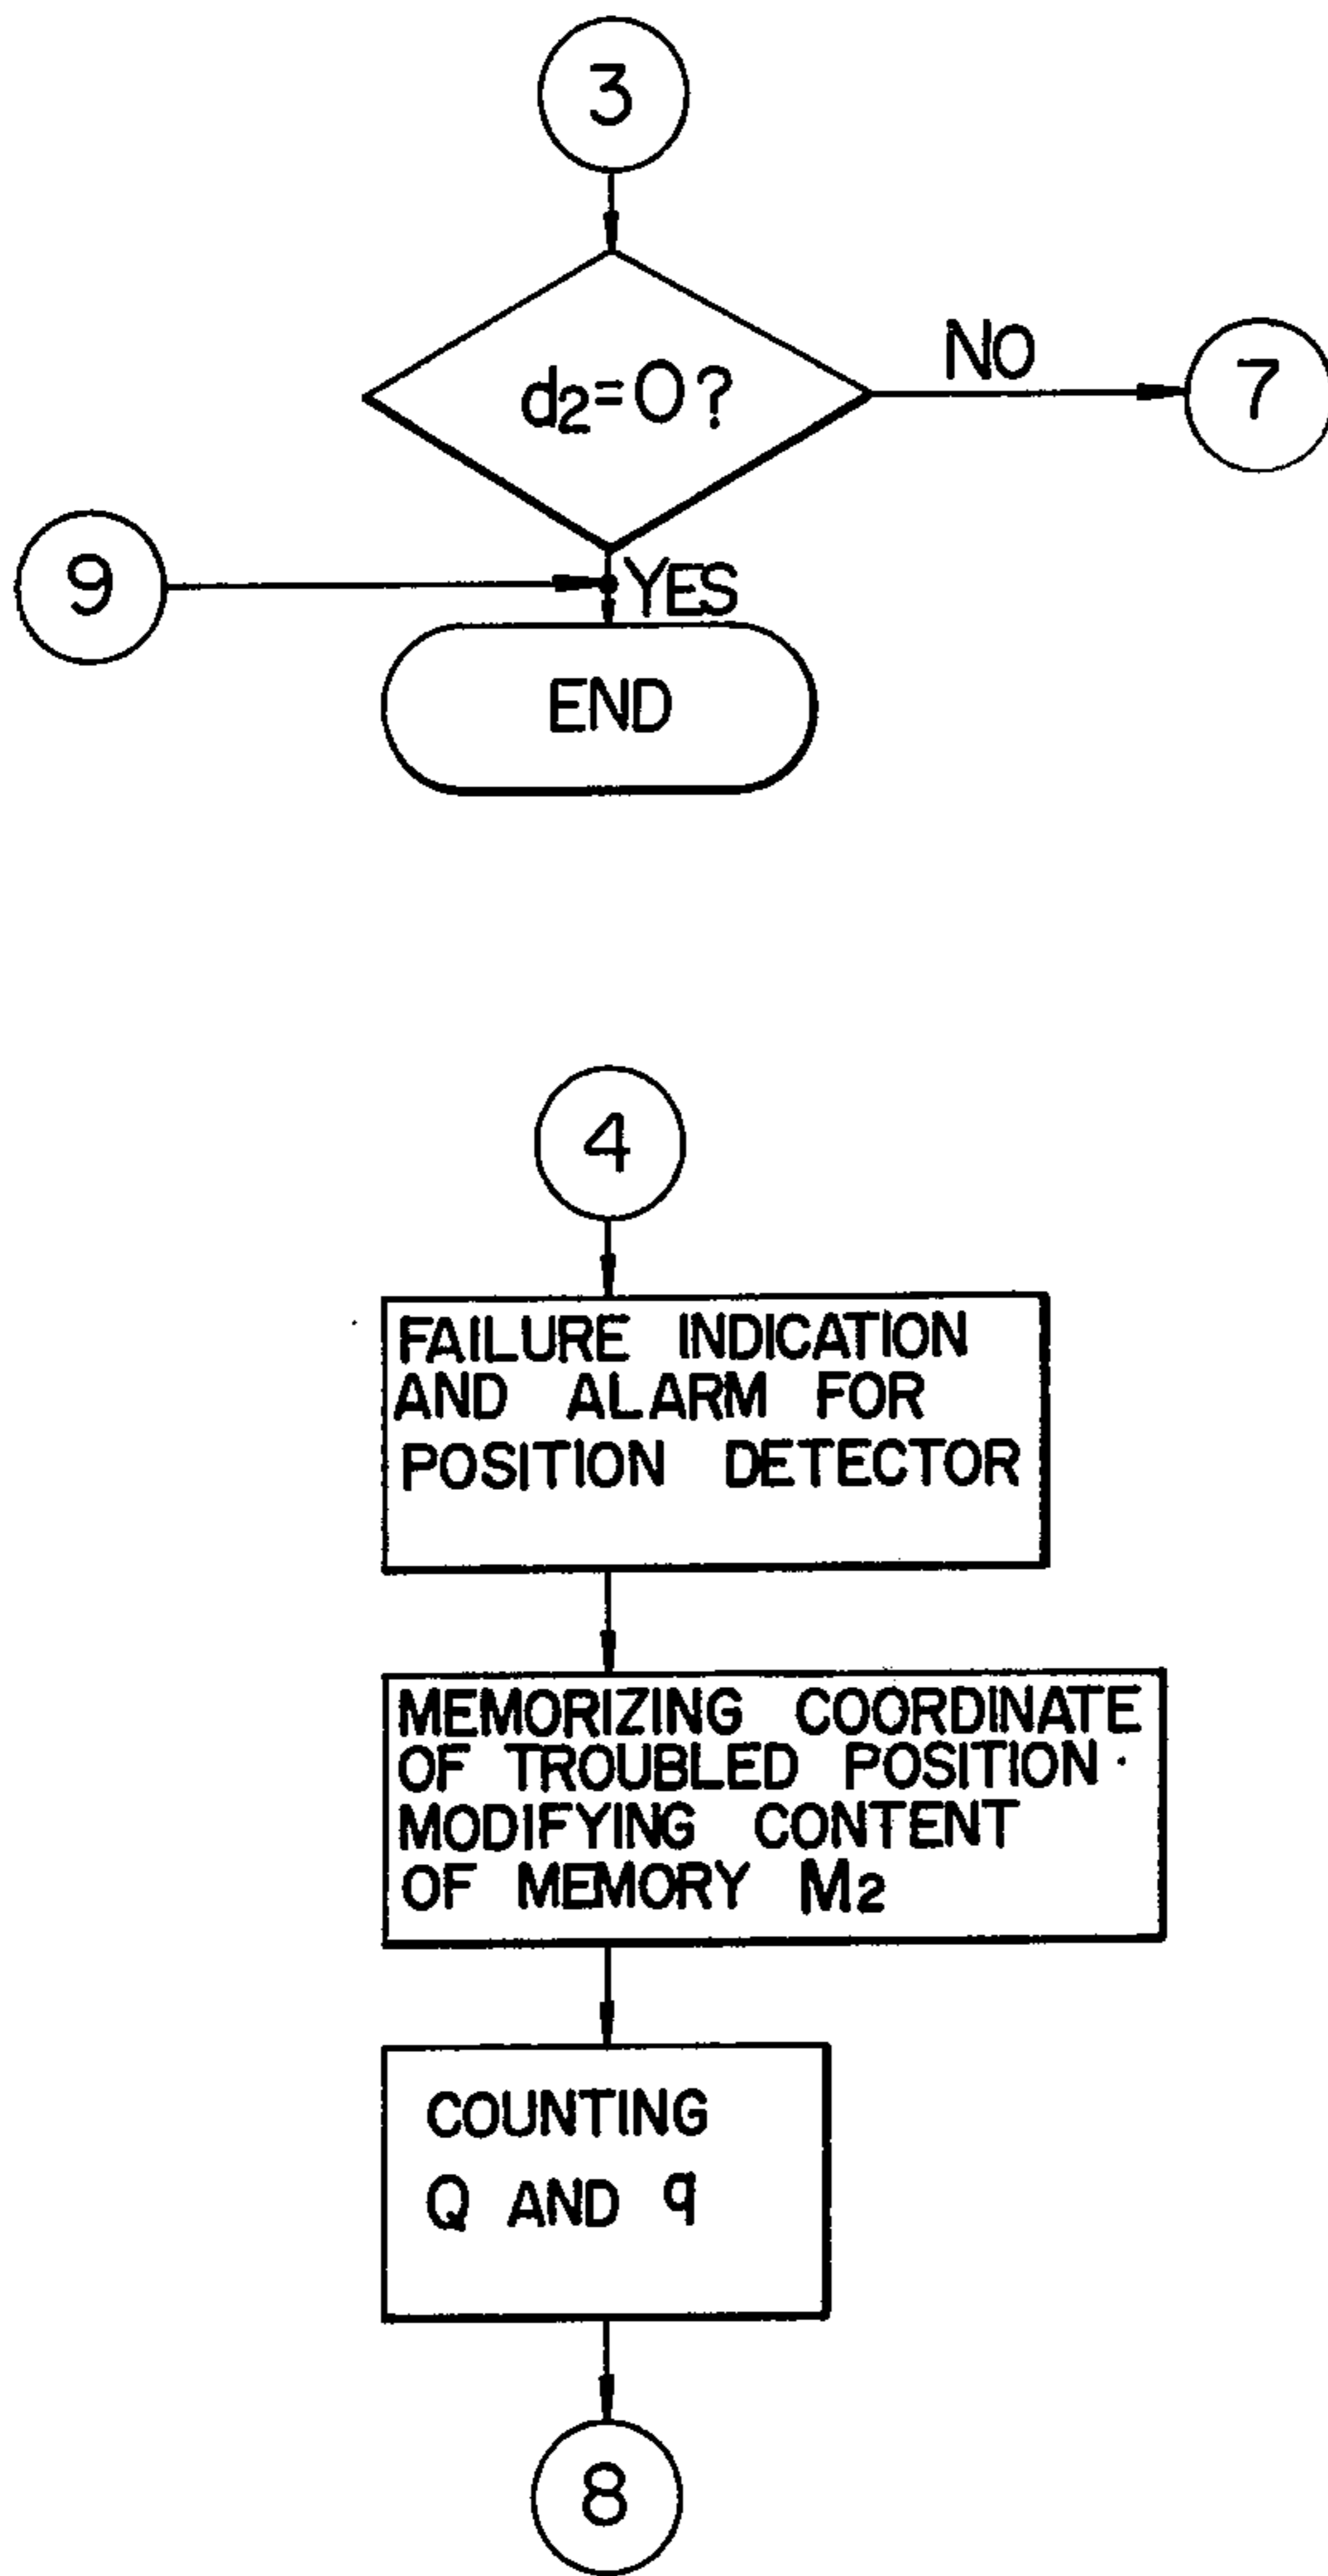 3
d₂=0?
NO
7
9
YES
END
4
FAILURE INDICATION
AND ALARM FOR
POSITION DETECTOR
MEMORIZING COORDINATE
OF TROUBLED POSITION
MODIFYING CONTENT
OF MEMORY M₂
COUNTING
Q AND q
8